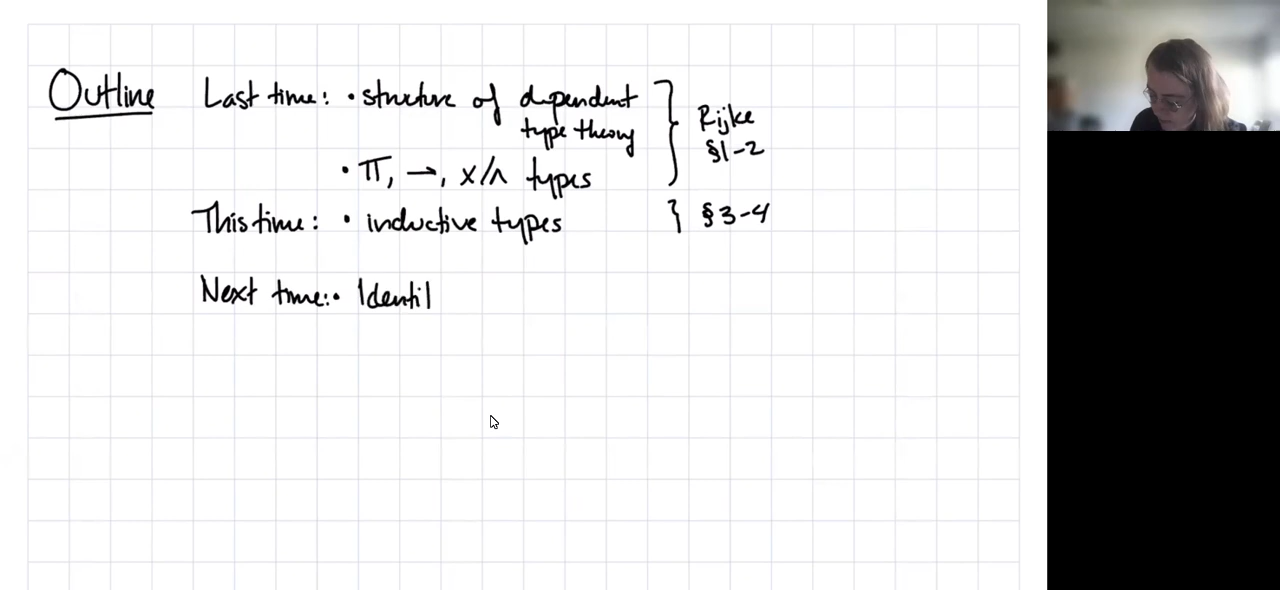 Outline Last time: • structure of dependent
type theory
• Π, →, ×/∧ types
} Rijke
§1-2
This time: • inductive types } §3-4
Next time: • Identi